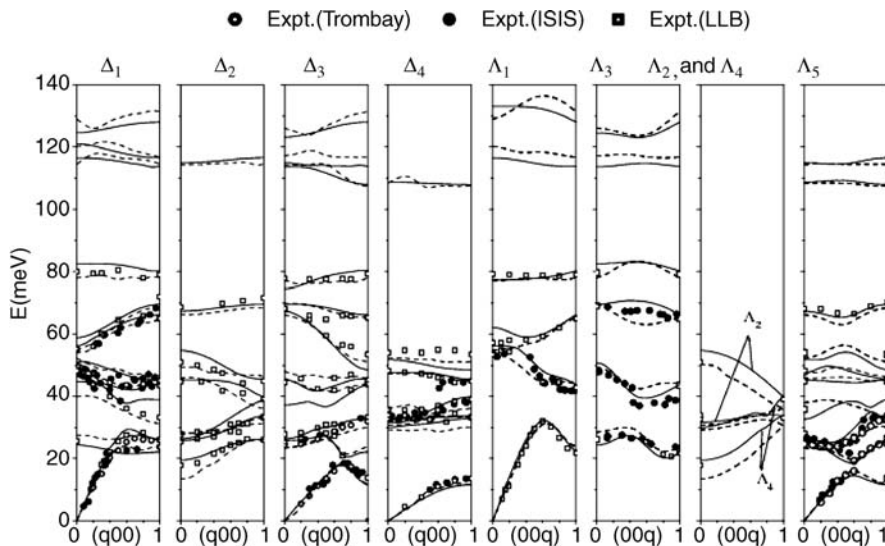 Expt.(Trombay) Expt.(ISIS) Expt.(LLB)
Δ1 Δ2 Δ3 Δ4 Λ1 Λ3 Λ2, and Λ4 Λ5
140
120
100
80
60
40
20
0
E(meV)
Λ2
Λ4
0 1 0 1 0 1 0 1 0 1 0 1 0 1 0 1
(q00) (q00) (q00) (q00) (00q) (00q) (00q) (00q)